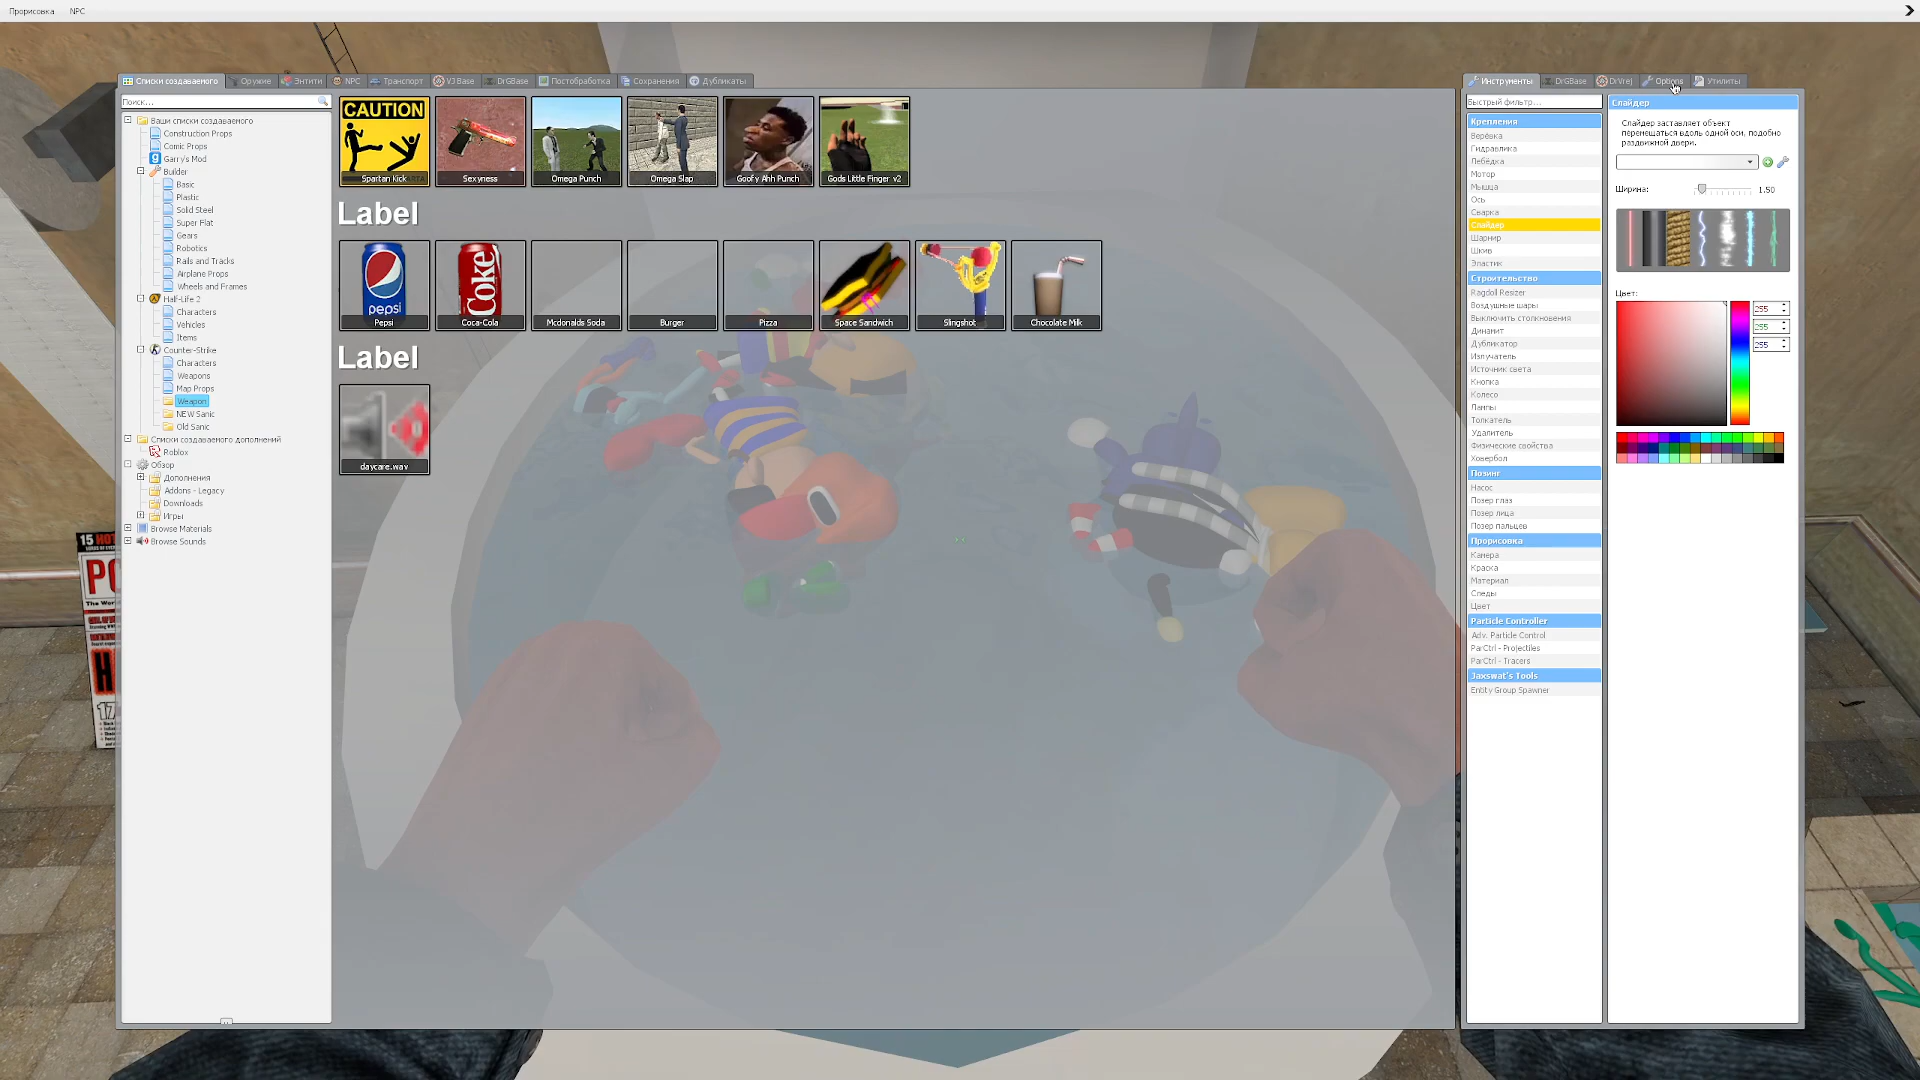 Прорисовка NPC
Списки создаваемого Оружие Энтити NPC Транспорт VJ Base DrGBase Постобработка Сохранения Дубликаты
Поиск...
Ваши списки создаваемого
Construction Props
Comic Props
Garry's Mod
Builder
Basic
Plastic
Solid Steel
Super Flat
Gears
Robotics
Rails and Tracks
Airplane Props
Wheels and Frames
Half-Life 2
Characters
Vehicles
Items
Counter-Strike
Characters
Weapons
Map Props
Weapon
NEW Sanic
Old Sanic
Списки создаваемого дополнений
Roblox
Обзор
Дополнения
Addons - Legacy
Downloads
Игры
Browse Materials
Browse Sounds
CAUTION
Spartan Kick Sexyness Omega Punch Omega Slap Goofy Ahh Punch Gods Little Finger v2
Label
pepsi Coke
Pepsi Coca-Cola Mcdonalds Soda Burger Pizza Space Sandwich Slingshot Chocolate Milk
Label
daycare.wav
Инструменты DrGBase DrVrej Options Утилиты
Быстрый фильтр...
Крепления
Верёвка
Гидравлика
Лебёдка
Мотор
Мышца
Ось
Сварка
Слайдер
Шарнир
Шкив
Эластик
Строительство
Ragdoll Resizer
Воздушные шары
Выключить столкновения
Динамит
Дубликатор
Излучатель
Источник света
Кнопка
Колесо
Лампы
Толкатель
Удалитель
Физические свойства
Ховербол
Позинг
Насос
Позер глаз
Позер лица
Позер пальцев
Прорисовка
Камера
Краска
Материал
Следы
Цвет
Particle Controller
Adv. Particle Control
ParCtrl - Projectiles
ParCtrl - Tracers
Jaxswat's Tools
Entity Group Spawner
Слайдер
Слайдер заставляет объект
перемещаться вдоль одной оси, подобно
раздвижной двери.
Ширина: 1.50
Цвет:
255
255
255
15 HOT